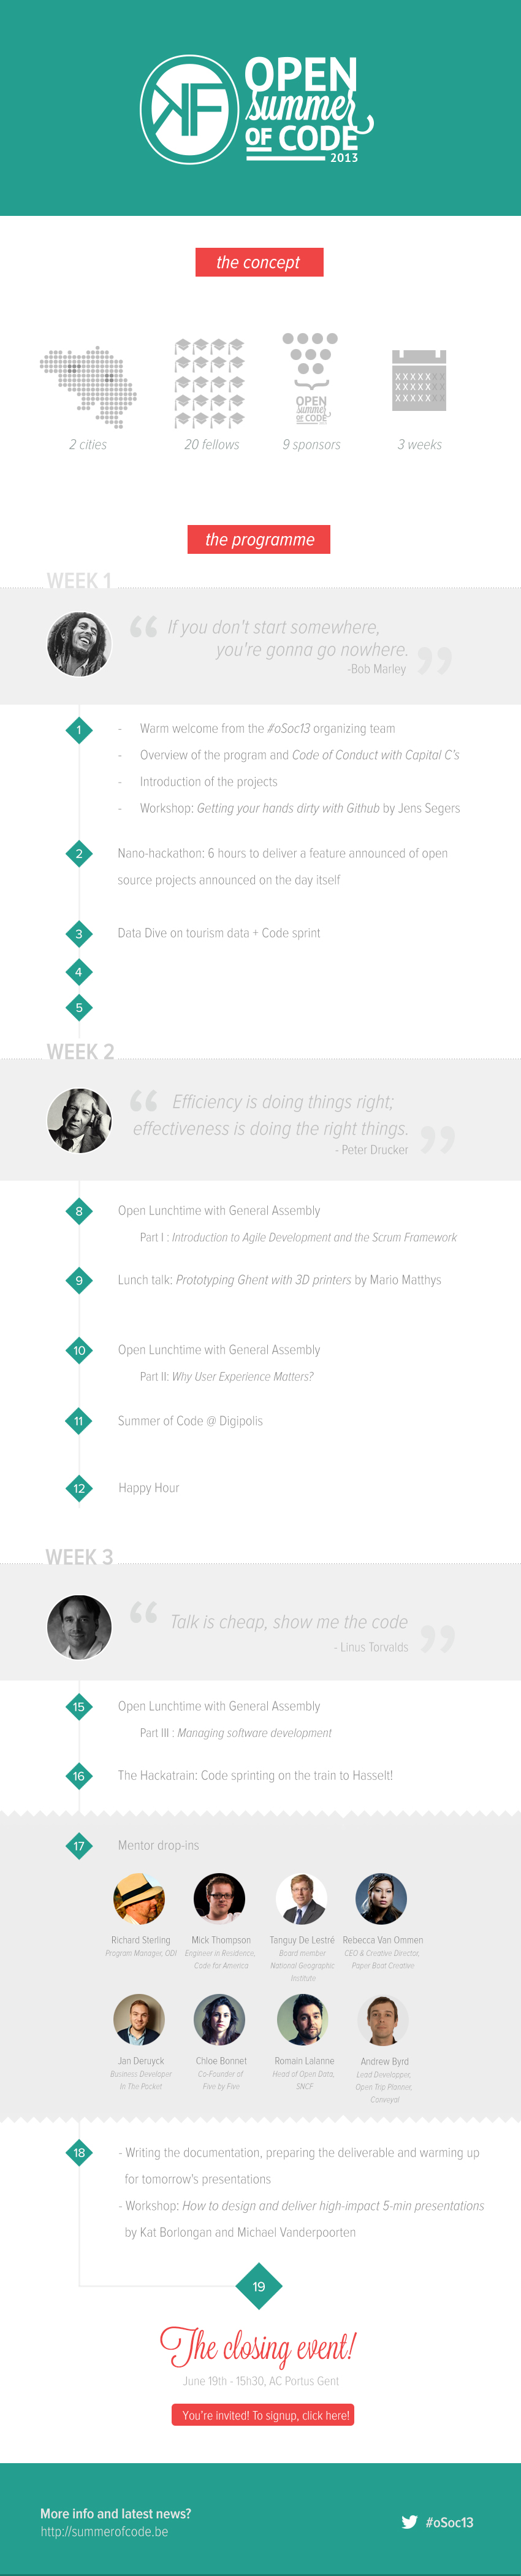 OPEN
summer
OF CODE
2013
the concept
XXXXX
XXXXX
XXXXX
OPEN
summer
OF CODE
2 cities
20 fellows
9 sponsors
3 weeks
the programme
WEEK 1
“ If you don't start somewhere,
you're gonna go nowhere. ”
-Bob Marley
1
- Warm welcome from the #oSoc13 organizing team
- Overview of the program and Code of Conduct with Capital C's
- Introduction of the projects
- Workshop: Getting your hands dirty with Github by Jens Segers
2
Nano-hackathon: 6 hours to deliver a feature announced of open
source projects announced on the day itself
3
Data Dive on tourism data + Code sprint
4
5
WEEK 2
“ Efficiency is doing things right;
effectiveness is doing the right things. ”
- Peter Drucker
8
Open Lunchtime with General Assembly
Part I : Introduction to Agile Development and the Scrum Framework
9
Lunch talk: Prototyping Ghent with 3D printers by Mario Matthys
10
Open Lunchtime with General Assembly
Part II: Why User Experience Matters?
11
Summer of Code @ Digipolis
12
Happy Hour
WEEK 3
“ Talk is cheap, show me the code ”
- Linus Torvalds
15
Open Lunchtime with General Assembly
Part III : Managing software development
16
The Hackatrain: Code sprinting on the train to Hasselt!
17
Mentor drop-ins
Richard Sterling
Program Manager, ODI
Mick Thompson
Engineer in Residence,
Code for America
Tanguy De Lestré
Board member
National Geographic
Institute
Rebecca Van Ommen
CEO & Creative Director,
Paper Boat Creative
Jan Deruyck
Business Developer
In The Pocket
Chloe Bonnet
Co-Founder of
Five by Five
Romain Lalanne
Head of Open Data,
SNCF
Andrew Byrd
Lead Developper,
Open Trip Planner,
Conveyal
18
- Writing the documentation, preparing the deliverable and warming up
for tomorrow's presentations
- Workshop: How to design and deliver high-impact 5-min presentations
by Kat Borlongan and Michael Vanderpoorten
19
The closing event!
June 19th - 15h30, AC Portus Gent
You're invited! To signup, click here!
More info and latest news?
http://summerofcode.be
#oSoc13